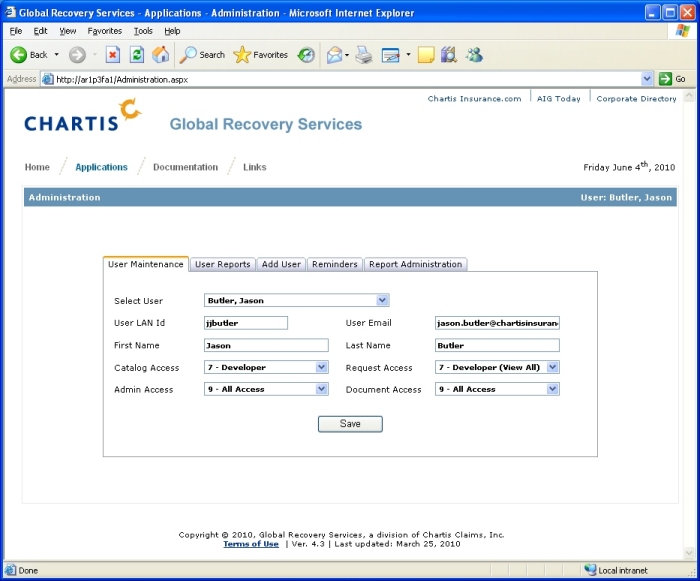 Global Recovery Services - Applications - Administration - Microsoft Internet Explorer
File Edit View Favorites Tools Help
Back Search Favorites
Address http://ar1p3fa1/Administration.aspx Go
Chartis Insurance.com | AIG Today | Corporate Directory
CHARTIS Global Recovery Services
Home / Applications / Documentation / Links Friday June 4th, 2010
Administration User: Butler, Jason
User Maintenance User Reports Add User Reminders Report Administration
Select User Butler, Jason
User LAN Id jjbutler User Email jason.butler@chartisinsuran
First Name Jason Last Name Butler
Catalog Access 7 - Developer Request Access 7 - Developer (View All)
Admin Access 9 - All Access Document Access 9 - All Access
Save
Copyright © 2010, Global Recovery Services, a division of Chartis Claims, Inc.
Terms of Use | Ver. 4.3 | Last updated: March 25, 2010
Done Local intranet